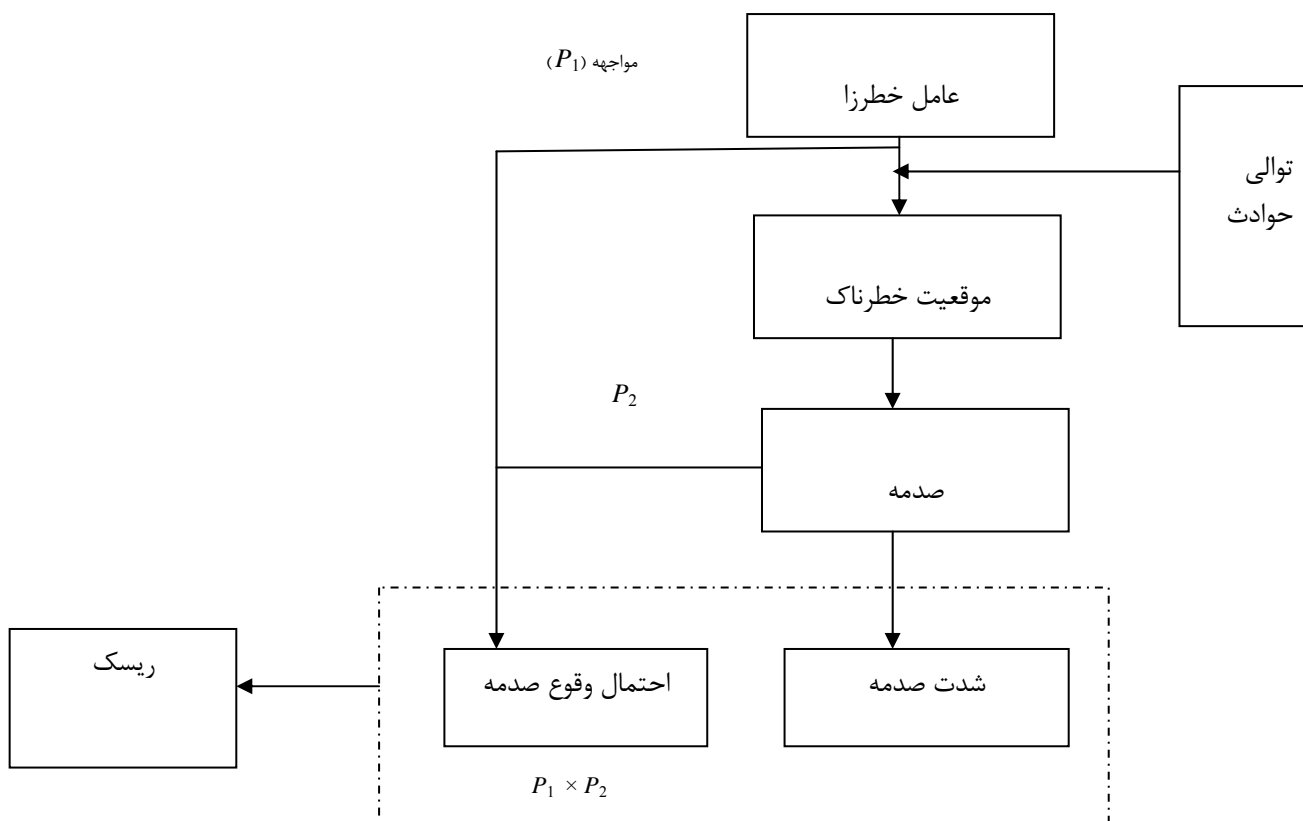 مواجهه (P1)
عامل خطرزا
توالی
حوادث
موقعیت خطرناک
P2
صدمه
ریسک
احتمال وقوع صدمه
شدت صدمه
P1 × P2